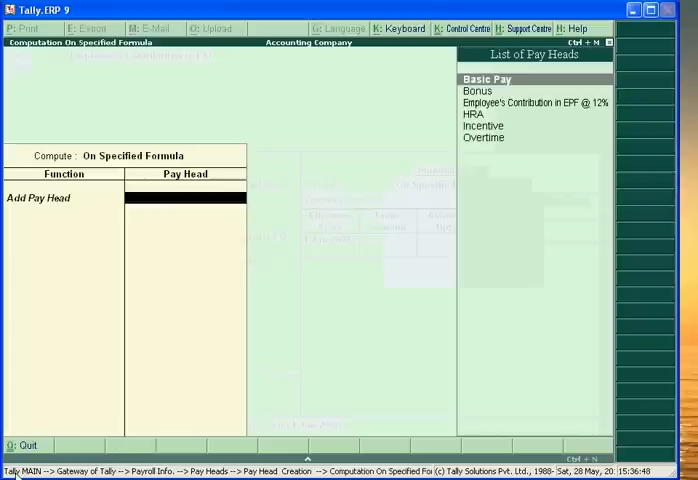 Tally.ERP 9
P: Print E: Export M: E-Mail O: Upload G: Language K: Keyboard K: Control Centre H: Support Centre H: Help
Computation On Specified Formula Accounting Company Ctrl + M
List of Pay Heads
Basic Pay
Bonus
Employee's Contribution in EPF @ 12%
HRA
Incentive
Overtime
Compute : On Specified Formula
Function Pay Head
Add Pay Head
Q: Quit
Ctrl + N
Tally MAIN --> Gateway of Tally --> Payroll Info. --> Pay Heads --> Pay Head Creation --> Computation On Specified For (c) Tally Solutions Pvt. Ltd., 1988- Sat, 28 May, 20 15:36:48